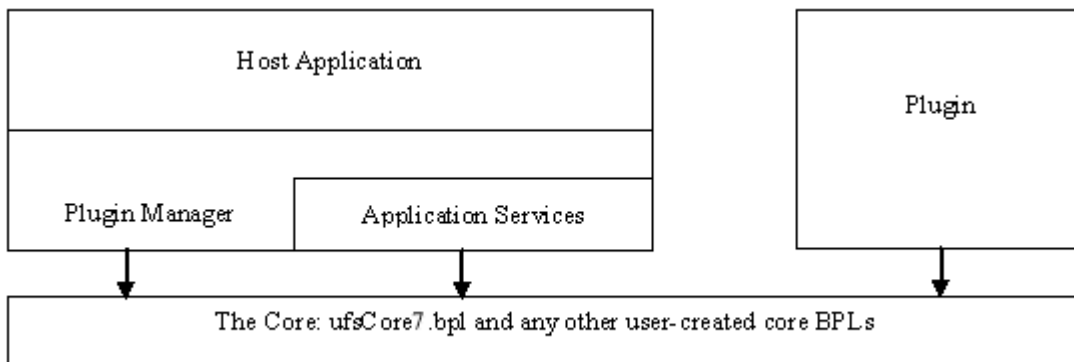 Host Application
Plugin
Plugin Manager
Application Services
The Core: ufsCore7.bpl and any other user-created core BPLs